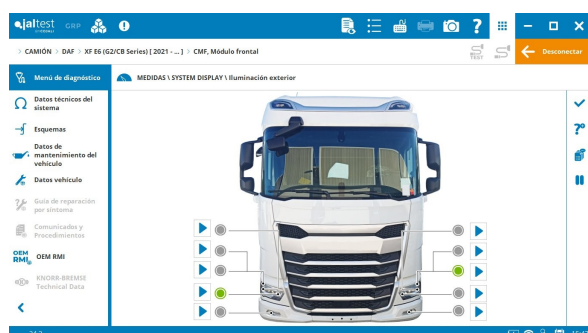 jaltest GRP
> CAMIÓN > DAF > XF E6 (G2/CB Series) [ 2021 - ... ] > CMF, Módulo frontal
TEST
Desconectar
Menú de diagnóstico
MEDIDAS \ SYSTEM DISPLAY \ Iluminación exterior
Datos técnicos del
sistema
Esquemas
Datos de
mantenimiento del
vehículo
Datos vehículo
Guía de reparación
por síntoma
Comunicados y
Procedimientos
OEM
RMI
OEM RMI
KNORR-BREMSE
Technical Data